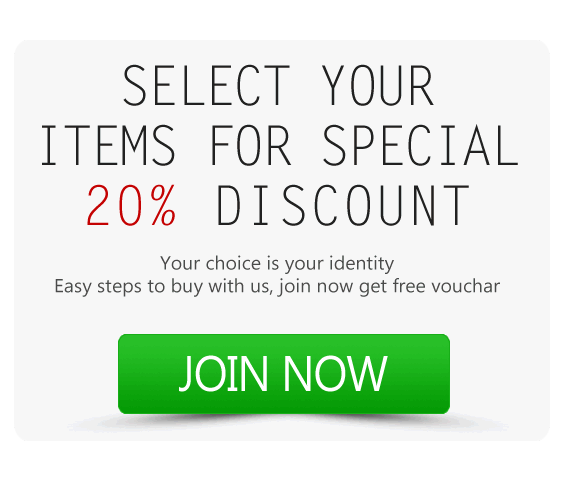 SELECT YOUR
ITEMS FOR SPECIAL
20% DISCOUNT
Your choice is your identity
Easy steps to buy with us, join now get free vouchar
JOIN NOW